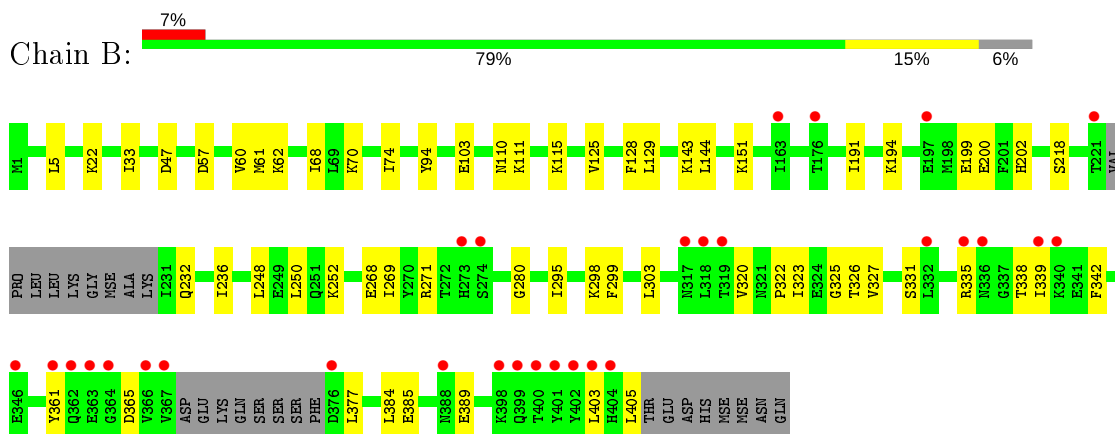 7%
Chain B:
79% 15% 6%
M1 L5 K22 I33 D47 D57 V60 M61 K62 I68 L69 K70 I74 Y94 E103 N110 K111 K115 V125 F128 L129 K143 L144 K151 I163 T176 I191 K194 E197 M198 E199 E200 F201 H202 S218 T221 VAL
PRO LEU LEU LYS GLY MSE ALA LYS I231 Q232 I236 L248 E249 L250 Q251 K252 E268 I269 Y270 R271 T272 H273 S274 G280 I295 K298 F299 L303 N317 L318 T319 V320 N321 P322 I323 E324 G325 T326 V327 S331 L332 R335 N336 G337 T338 I339 K340 E341 F342
E346 Y361 Q362 E363 G364 D365 V366 V367 ASP GLU LYS GLN SER SER SER PHE D376 L377 L384 E385 N388 E389 K398 Q399 T400 Y401 Y402 L403 H404 L405 THR GLU ASP HIS MSE MSE ASN GLN